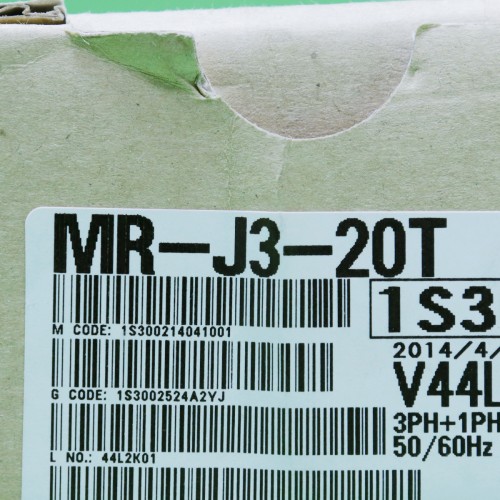 MR-J3-20T
1S3
M CODE: 1S300214041001
2014/4/
G CODE: 1S3002524A2YJ
V44L
3PH+1PH
50/60Hz
L NO.: 44L2K01